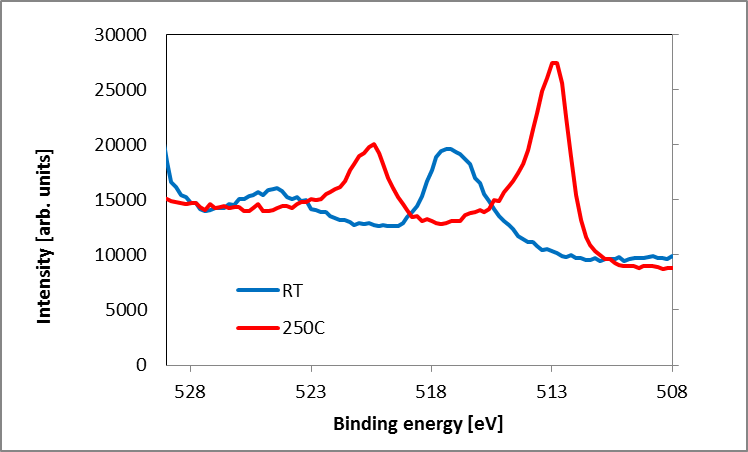 30000
25000
20000
15000
10000
5000
0
Intensity [arb. units]
RT
250C
528 523 518 513 508
Binding energy [eV]